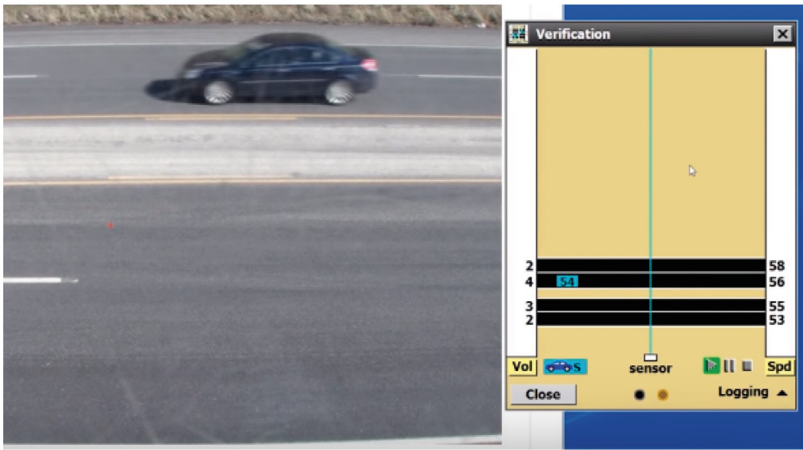 Verification
2 58
4 54 56
3 55
2 53
Vol S sensor Spd
Close Logging